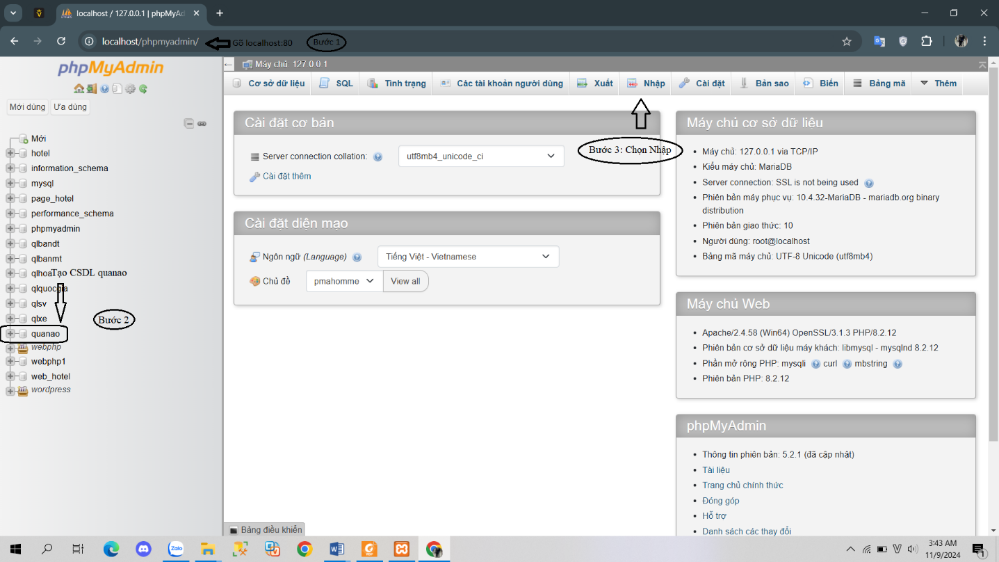 localhost / 127.0.0.1 | phpMyAd
localhost/phpmyadmin/
Gõ localhost:80
Bước 1
phpMyAdmin
Mới dùng
Ưa dùng
Mới
hotel
information_schema
mysql
page_hotel
performance_schema
phpmyadmin
qlbandt
qlbanmt
qlhoa
Tạo CSDL quanao
qlquocgia
qlsv
qlxe
Bước 2
quanao
webphp
webphp1
web_hotel
wordpress
Máy chủ: 127.0.0.1
Cơ sở dữ liệu
SQL
Tình trạng
Các tài khoản người dùng
Xuất
Nhập
Cài đặt
Bản sao
Biến
Bảng mã
Thêm
Cài đặt cơ bản
Server connection collation:
utf8mb4_unicode_ci
Cài đặt thêm
Bước 3: Chọn Nhập
Cài đặt diện mạo
Ngôn ngữ (Language)
Tiếng Việt - Vietnamese
Chủ đề
pmahomme
View all
Máy chủ cơ sở dữ liệu
Máy chủ: 127.0.0.1 via TCP/IP
Kiểu máy chủ: MariaDB
Server connection: SSL is not being used
Phiên bản máy phục vụ: 10.4.32-MariaDB - mariadb.org binary
distribution
Phiên bản giao thức: 10
Người dùng: root@localhost
Bảng mã máy chủ: UTF-8 Unicode (utf8mb4)
Máy chủ Web
Apache/2.4.58 (Win64) OpenSSL/3.1.3 PHP/8.2.12
Phiên bản cơ sở dữ liệu máy khách: libmysql - mysqlnd 8.2.12
Phần mở rộng PHP: mysqli curl mbstring
Phiên bản PHP: 8.2.12
phpMyAdmin
Thông tin phiên bản: 5.2.1 (đã cập nhật)
Tài liệu
Trang chủ chính thức
Đóng góp
Hỗ trợ
Danh sách các thay đổi
Bảng điều khiển
Zalo
3:43 AM
11/9/2024
1